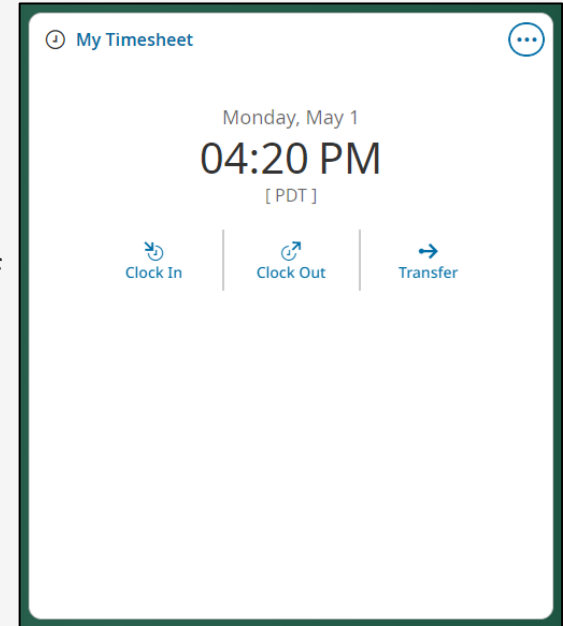 My Timesheet
Monday, May 1
04:20 PM
[ PDT ]
Clock In
Clock Out
Transfer